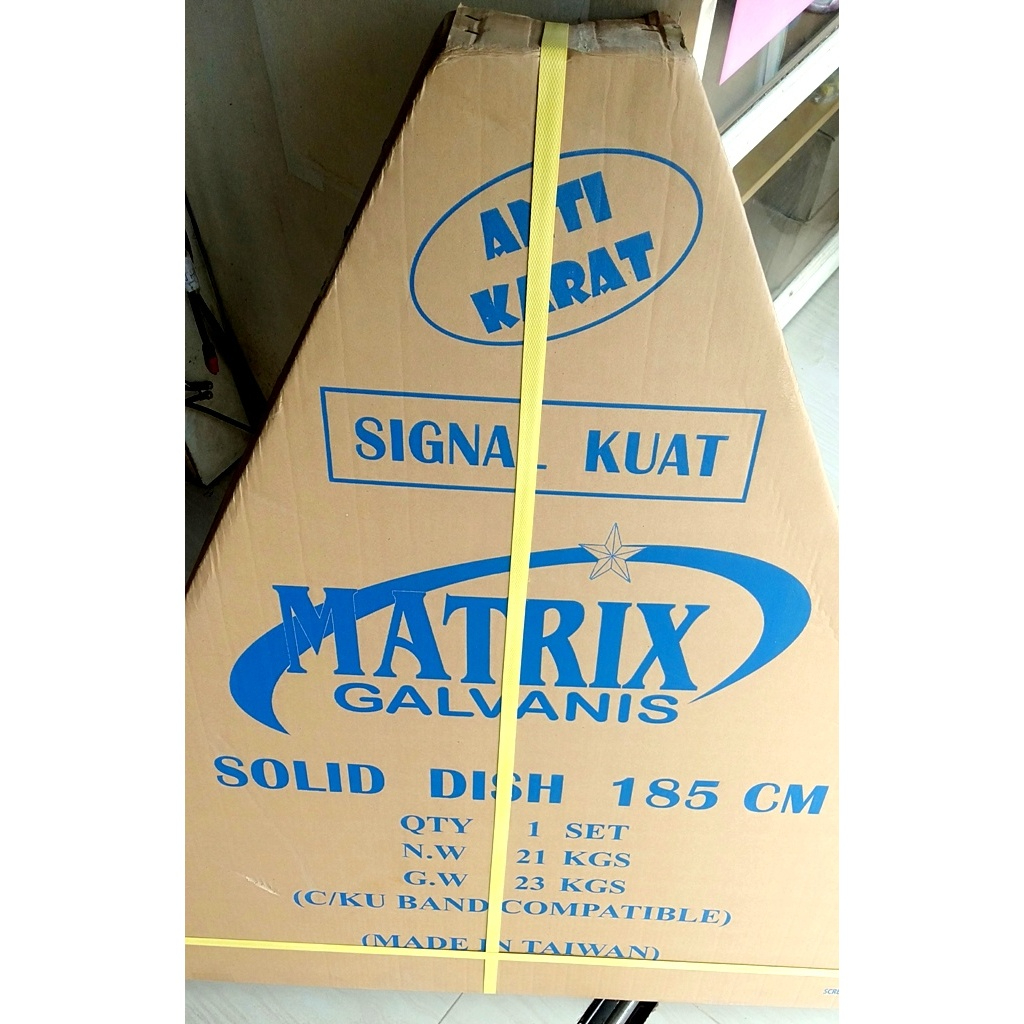 ANTI
KARAT
SIGNAL KUAT
MATRIX
GALVANIS
SOLID DISH 185 CM
QTY 1 SET
N.W 21 KGS
G.W 23 KGS
(C/KU BAND COMPATIBLE)
(MADE IN TAIWAN)